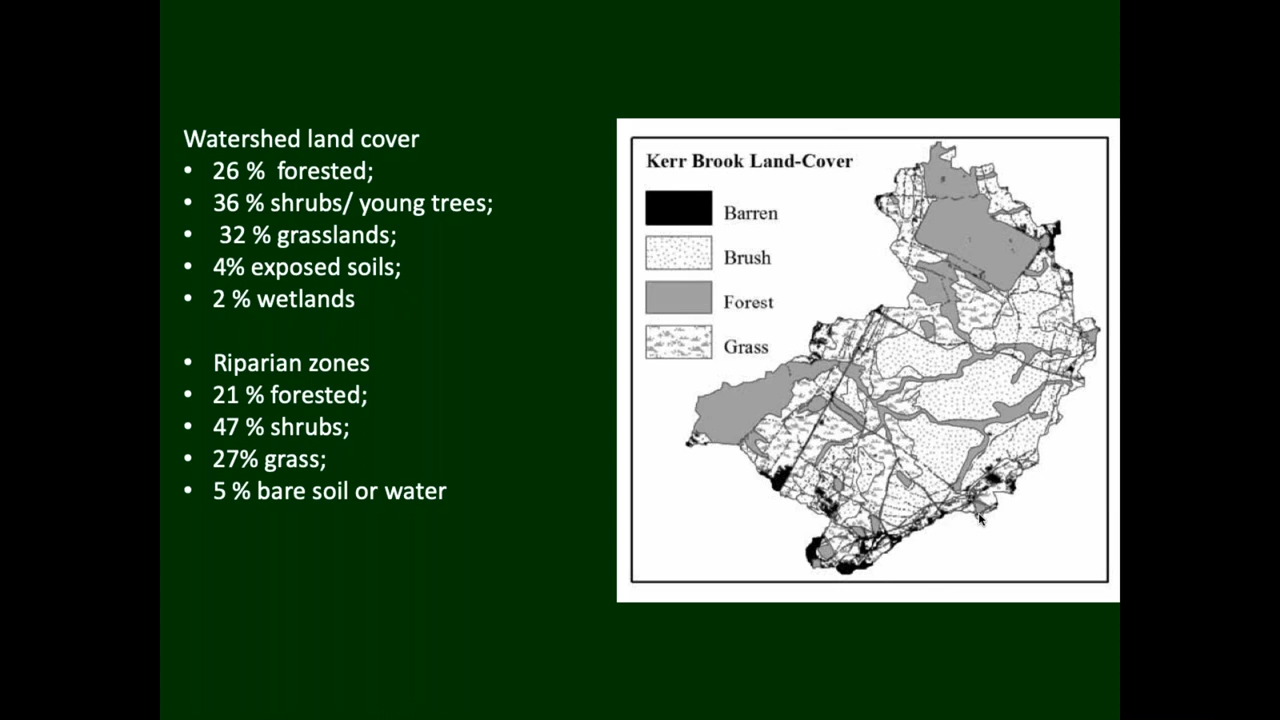 Watershed land cover
• 26 %  forested;
• 36 % shrubs/ young trees;
•  32 % grasslands;
• 4% exposed soils;
• 2 % wetlands
• Riparian zones
• 21 % forested;
• 47 % shrubs;
• 27% grass;
• 5 % bare soil or water
Kerr Brook Land-Cover
Barren
Brush
Forest
Grass